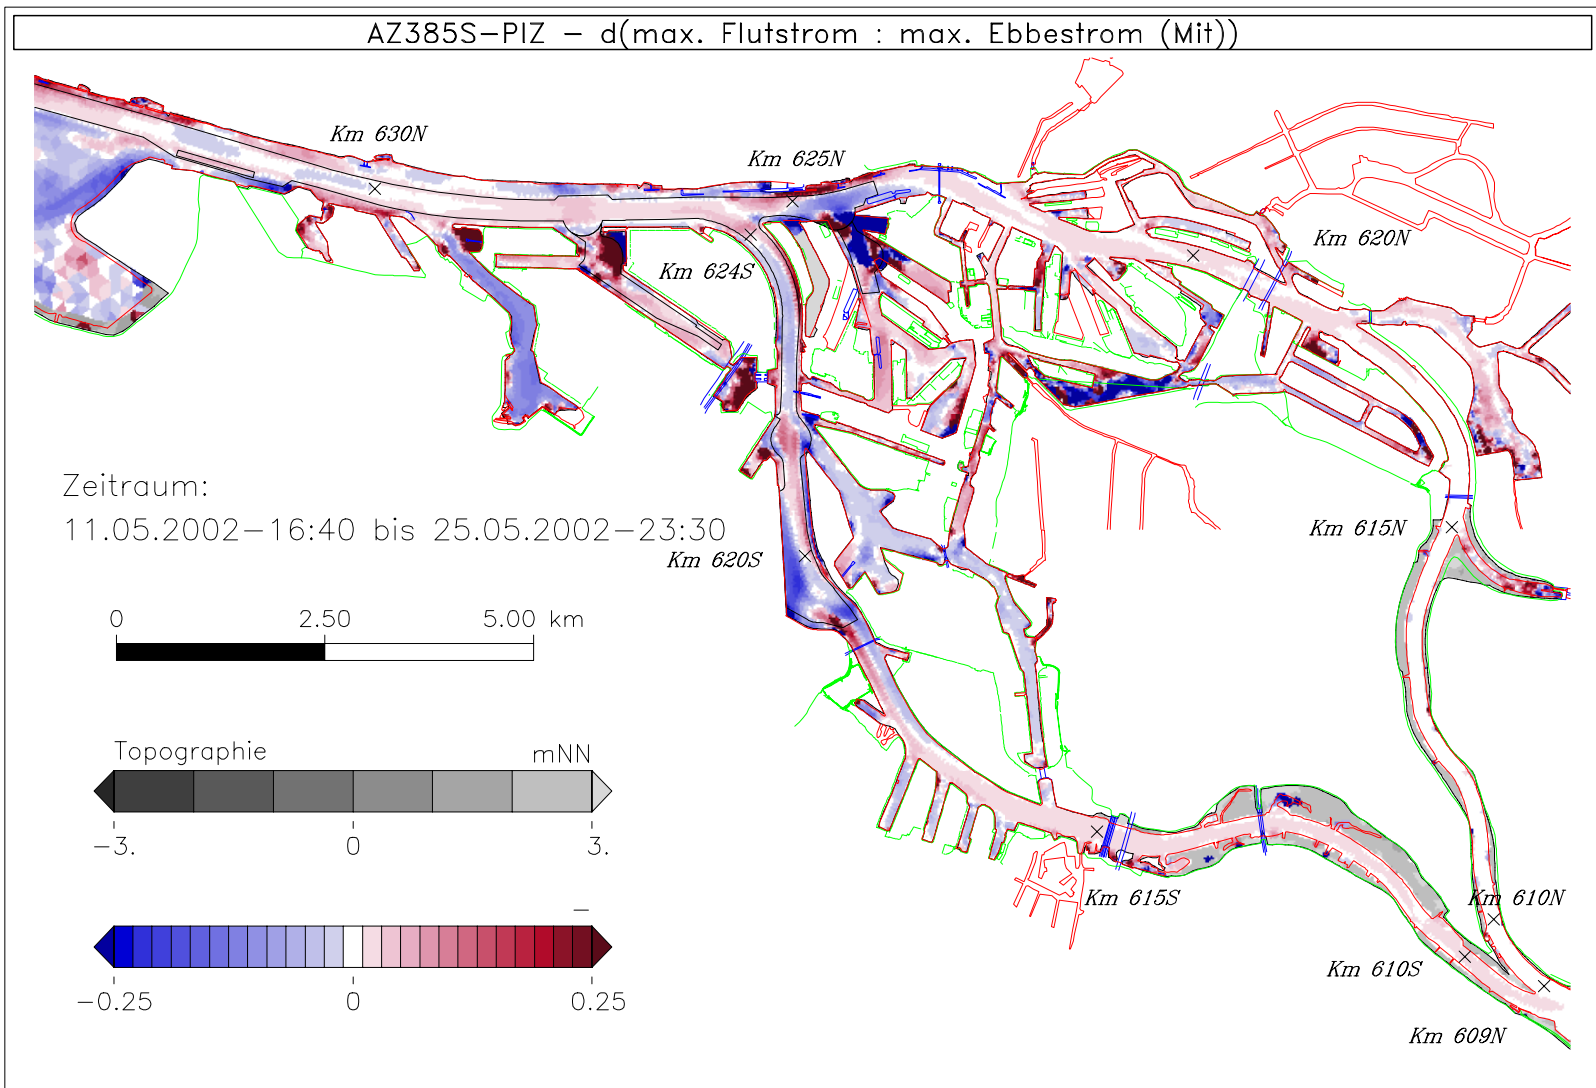 AZ385S-PIZ - d(max. Flutstrom : max. Ebbestrom (Mit))
Km 630N
Km 625N
Km 620N
Km 624S
Zeitraum:
11.05.2002-16:40 bis 25.05.2002-23:30
Km 615N
Km 620S
0 2.50 5.00 km
Topographie mNN
-3. 0 3.
Km 615S
Km 610N
-
Km 610S
-0.25 0 0.25
Km 609N